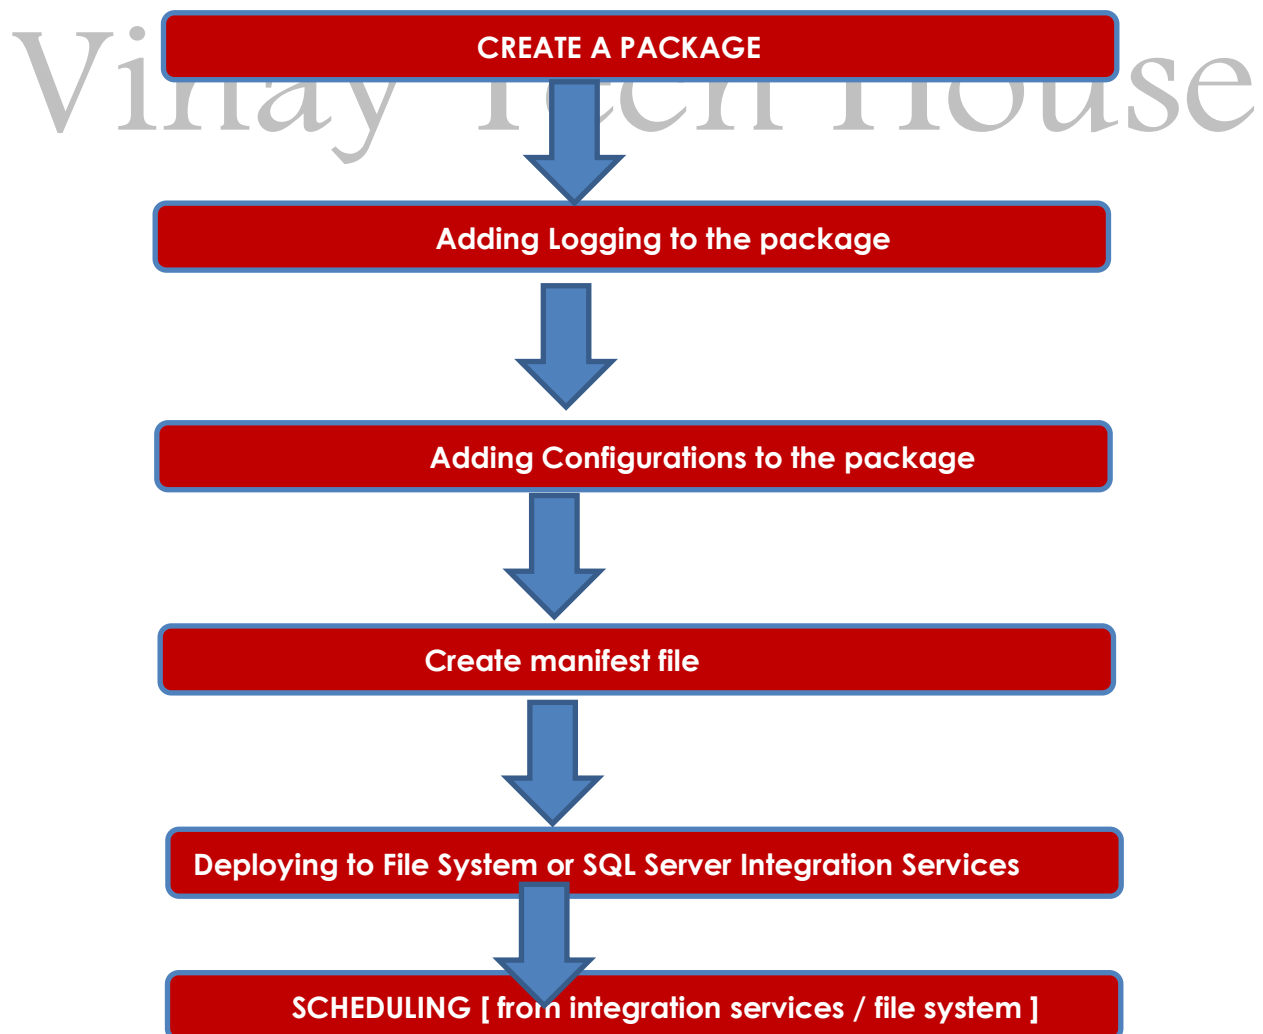 Vinay Tech House
CREATE A PACKAGE
Adding Logging to the package
Adding Configurations to the package
Create manifest file
Deploying to File System or SQL Server Integration Services
SCHEDULING [ from integration services / file system ]